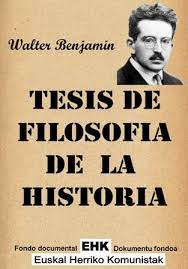 Walter Benjamin
TESIS DE
FILOSOFIA
DE LA
HISTORIA
Fondo documental EHK Dokumentu fondoa
Euskal Herriko Komunistak